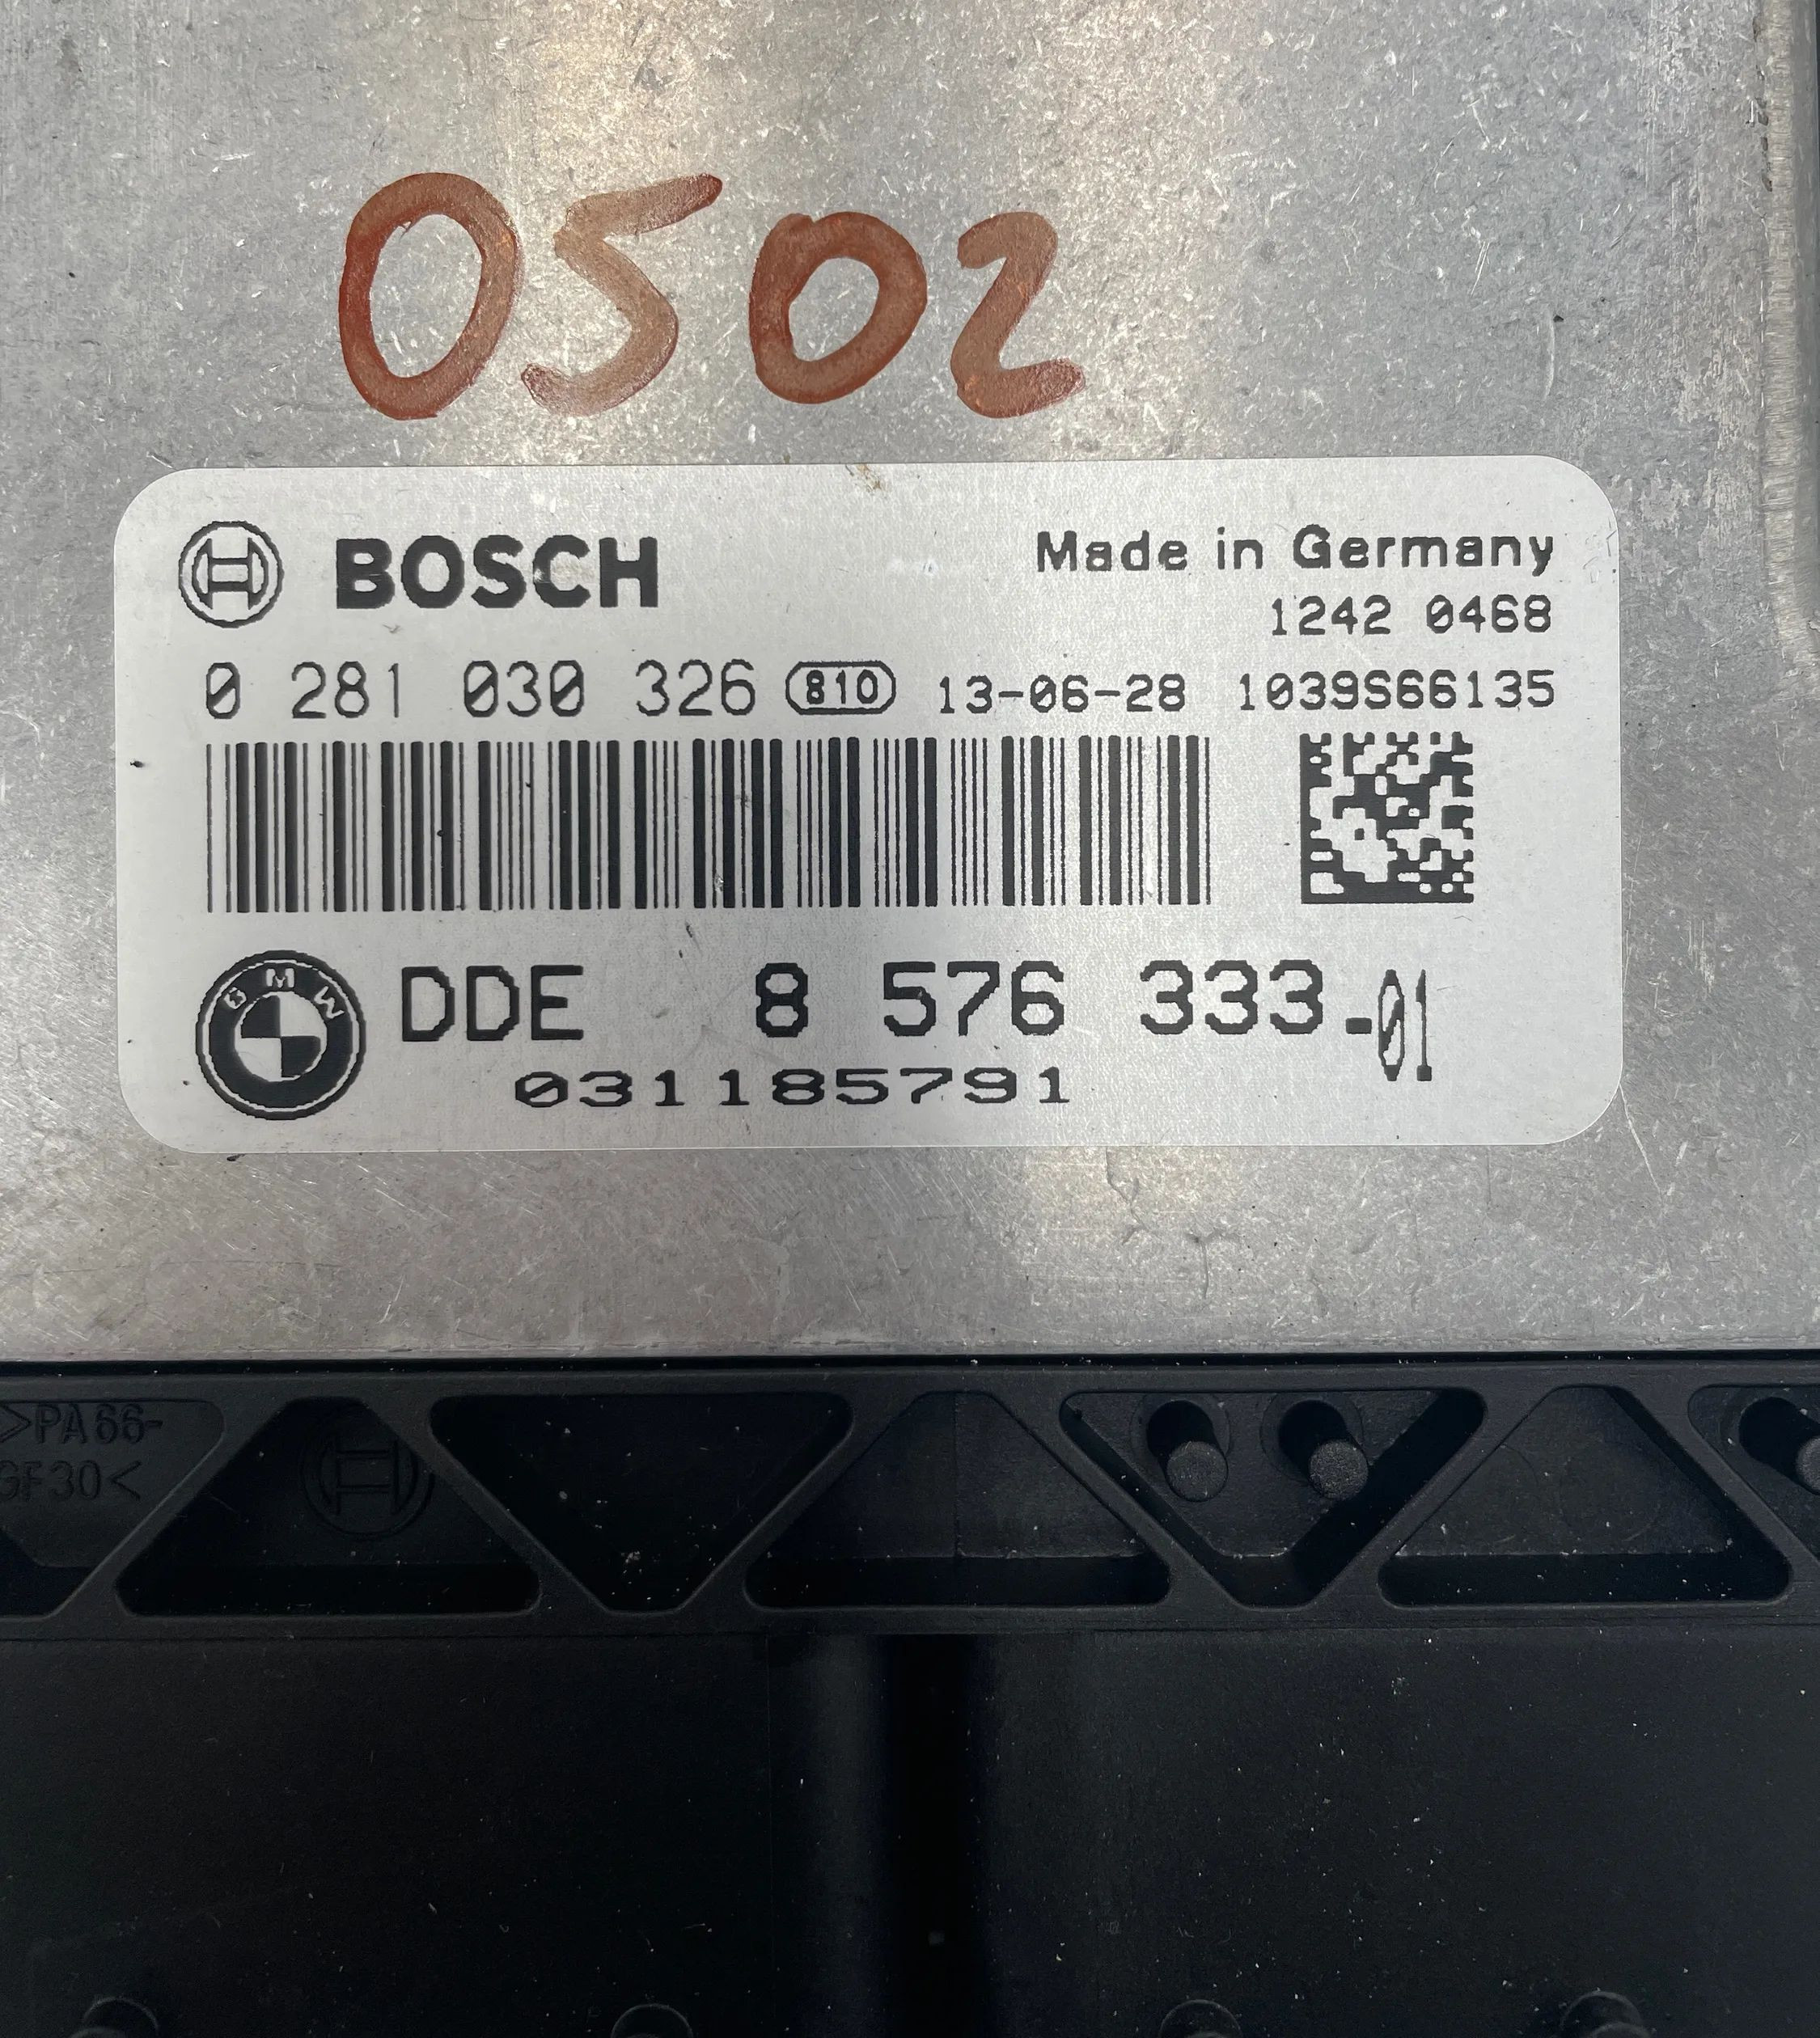 0502
BOSCH
Made in Germany
1242 0468
0 281 030 326 810 13-06-28 1039S66135
BMW DDE 8 576 333-01
031185791
>PA66-
GF30<